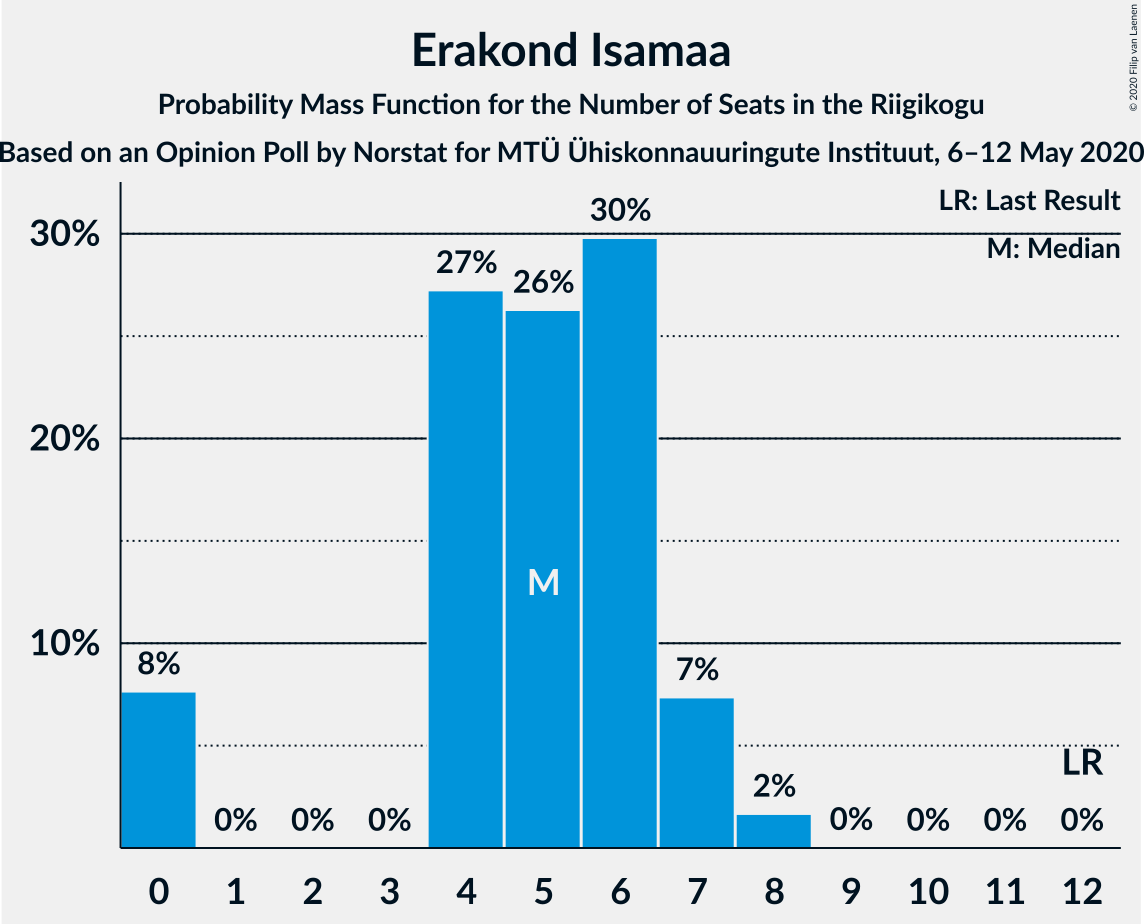 Erakond Isamaa
Probability Mass Function for the Number of Seats in the Riigikogu
Based on an Opinion Poll by Norstat for MTÜ Ühiskonnauuringute Instituut, 6–12 May 2020
© 2020 Filip van Laenen
LR: Last Result
M: Median
30%
20%
10%
8%
0%
0%
0%
27%
26%
30%
7%
2%
0%
0%
0%
0%
M
LR
0 1 2 3 4 5 6 7 8 9 10 11 12